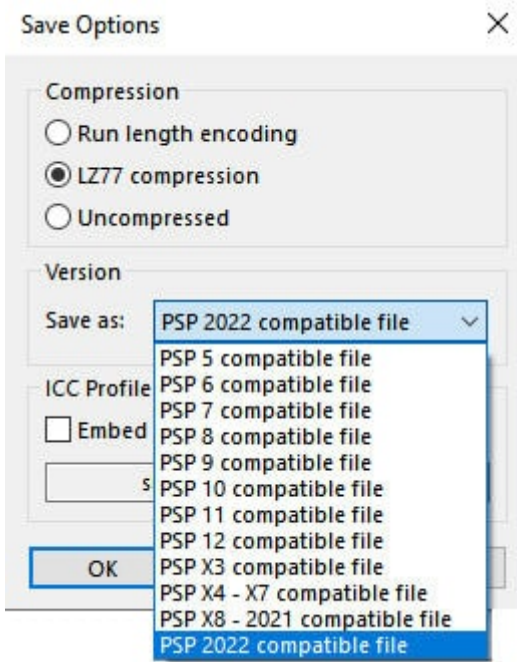 Save Options
Compression
Run length encoding
LZ77 compression
Uncompressed
Version
Save as: PSP 2022 compatible file
PSP 5 compatible file
PSP 6 compatible file
ICC Profile
PSP 7 compatible file
Embed
PSP 8 compatible file
PSP 9 compatible file
PSP 10 compatible file
PSP 11 compatible file
PSP 12 compatible file
OK
PSP X3 compatible file
PSP X4 - X7 compatible file
PSP X8 - 2021 compatible file
PSP 2022 compatible file